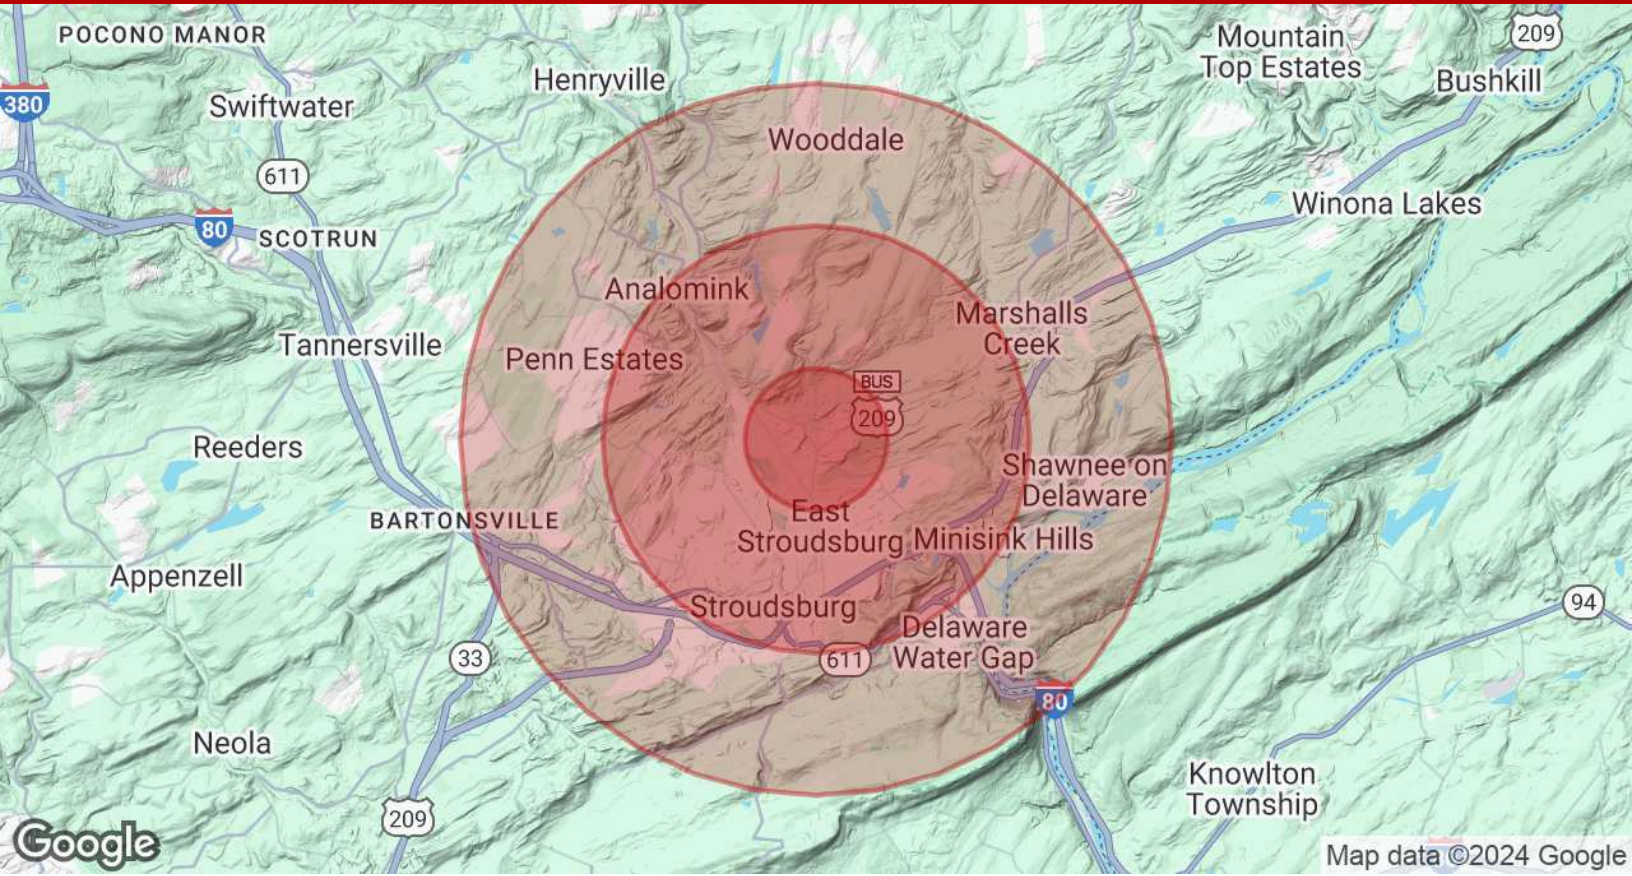 POCONO MANOR
Henryville
Mountain
Top Estates
209
Bushkill
380
Swiftwater
Wooddale
611
Winona Lakes
80
SCOTRUN
Analomink
Marshalls
Creek
Tannersville
Penn Estates
BUS
209
Reeders
Shawnee on
Delaware
BARTONSVILLE
East
Stroudsburg
Minisink Hills
Appenzell
Stroudsburg
94
Delaware
Water Gap
33
611
80
Neola
Knowlton
Township
209
Google
Map data ©2024 Google